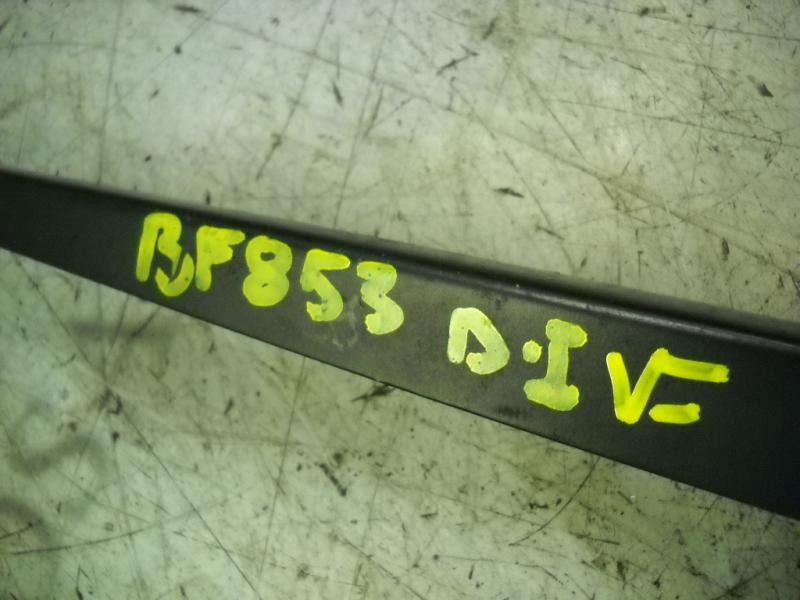 BF853 D.I V=